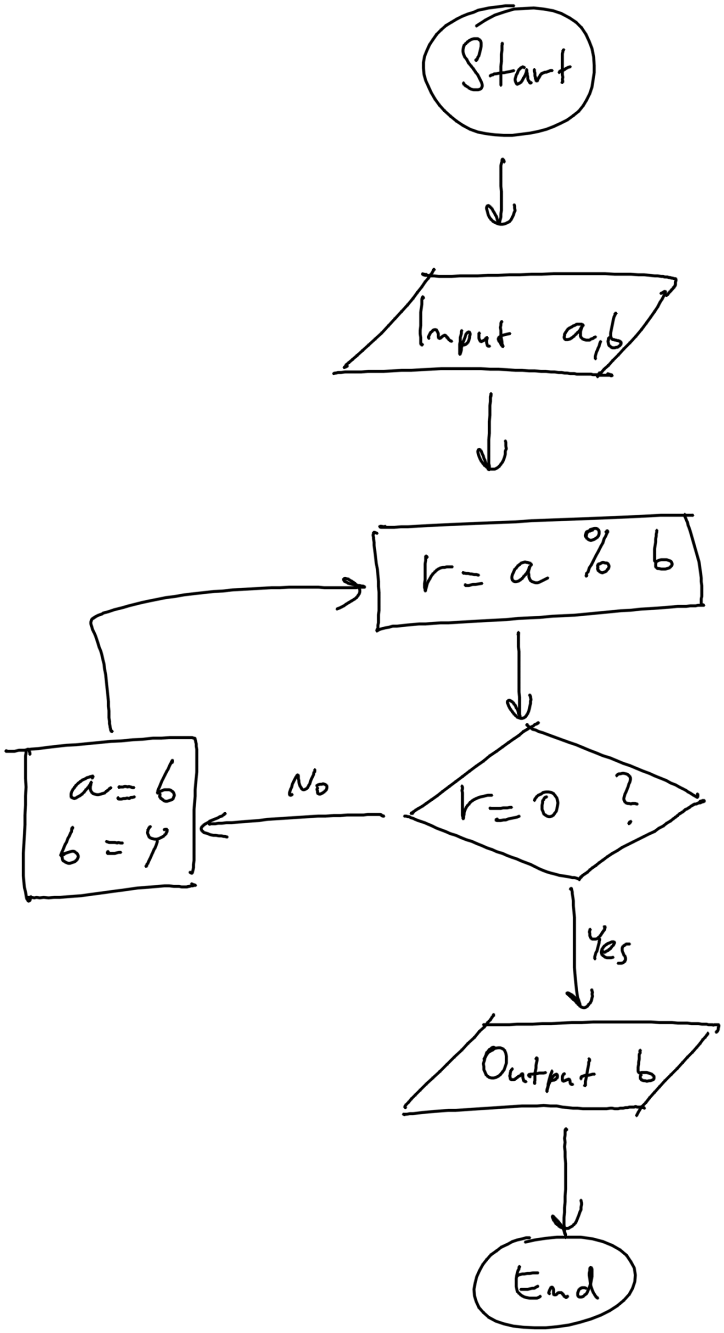 Start
Input a,b
r = a % b
r = 0 ?
No
a = b
b = y
Yes
Output b
End